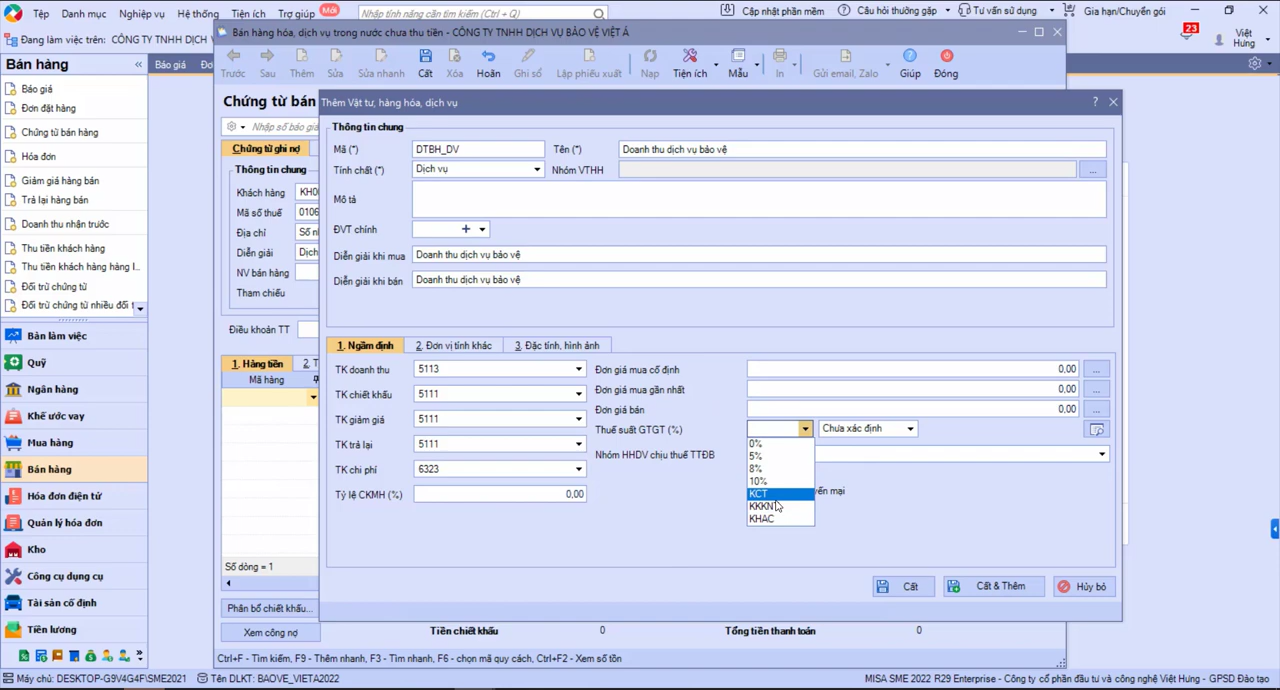 Tệp Danh mục Nghiệp vụ Hệ thống Tiện ích Trợ giúp Mới
Nhập tính năng cần tìm kiếm (Ctrl + Q)
Cập nhật phần mềm Câu hỏi thường gặp Tư vấn sử dụng Gia hạn/Chuyển gói
Đang làm việc trên: CÔNG TY TNHH DỊCH V
23
Việt Hưng
Bán hàng «
Báo giá
Báo giá
Đơn đặt hàng
Chứng từ bán hàng
Hóa đơn
Giảm giá hàng bán
Trả lại hàng bán
Doanh thu nhận trước
Thu tiền khách hàng
Thu tiền khách hàng hàng l...
Đối trừ chứng từ
Đối trừ chứng từ nhiều đối t
Bàn làm việc
Quỹ
Ngân hàng
Khế ước vay
Mua hàng
Bán hàng
Hóa đơn điện tử
Quản lý hóa đơn
Kho
Công cụ dụng cụ
Tài sản cố định
Tiền lương
Bán hàng hóa, dịch vụ trong nước chưa thu tiền - CÔNG TY TNHH DỊCH VỤ BẢO VỆ VIỆT Á
Trước Sau Thêm Sửa Sửa nhanh Cất Xóa Hoãn Ghi sổ Lập phiếu xuất Nạp Tiện ích Mẫu In Gửi email, Zalo Giúp Đóng
Chứng từ bán
Nhập số báo giá
Chứng từ ghi nợ
Thông tin chung
Khách hàng KH0
Mã số thuế 0106
Địa chỉ Số n
Diễn giải Dịch
NV bán hàng
Tham chiếu
Điều khoản TT
1. Hàng tiền 2. T
Mã hàng
Số dòng = 1
Phân bổ chiết khấu...
Xem công nợ
Tiền chiết khấu 0 Tổng tiền thanh toán 0
Ctrl+F - Tìm kiếm, F9 - Thêm nhanh, F3 - Tìm nhanh, F6 - chọn mã quy cách, Ctrl+F2 - Xem số tồn
Thêm Vật tư, hàng hóa, dịch vụ
Thông tin chung
Mã (*) DTBH_DV Tên (*) Doanh thu dịch vụ bảo vệ
Tính chất (*) Dịch vụ Nhóm VTHH ...
Mô tả
ĐVT chính
Diễn giải khi mua Doanh thu dịch vụ bảo vệ
Diễn giải khi bán Doanh thu dịch vụ bảo vệ
1. Ngầm định 2. Đơn vị tính khác 3. Đặc tính, hình ảnh
TK doanh thu 5113 Đơn giá mua cố định 0,00 ...
TK chiết khấu 5111 Đơn giá mua gần nhất 0,00 ...
Đơn giá bán 0,00 ...
TK giảm giá 5111 Thuế suất GTGT (%) Chưa xác định
TK trả lại 5111 Nhóm HHDV chịu thuế TTĐB
TK chi phí 6323
Tỷ lệ CKMH (%) 0,00
0%
5%
8%
10%
KCT
KKKNT
KHAC
yến mại
Cất Cất & Thêm Hủy bỏ
Máy chủ: DESKTOP-G9V4G4F\SME2021 Tên DLKT: BAOVE_VIETA2022 MISA SME 2022 R29 Enterprise - Công ty cổ phần đầu tư và công nghệ Việt Hưng - GPSD Đào tạo